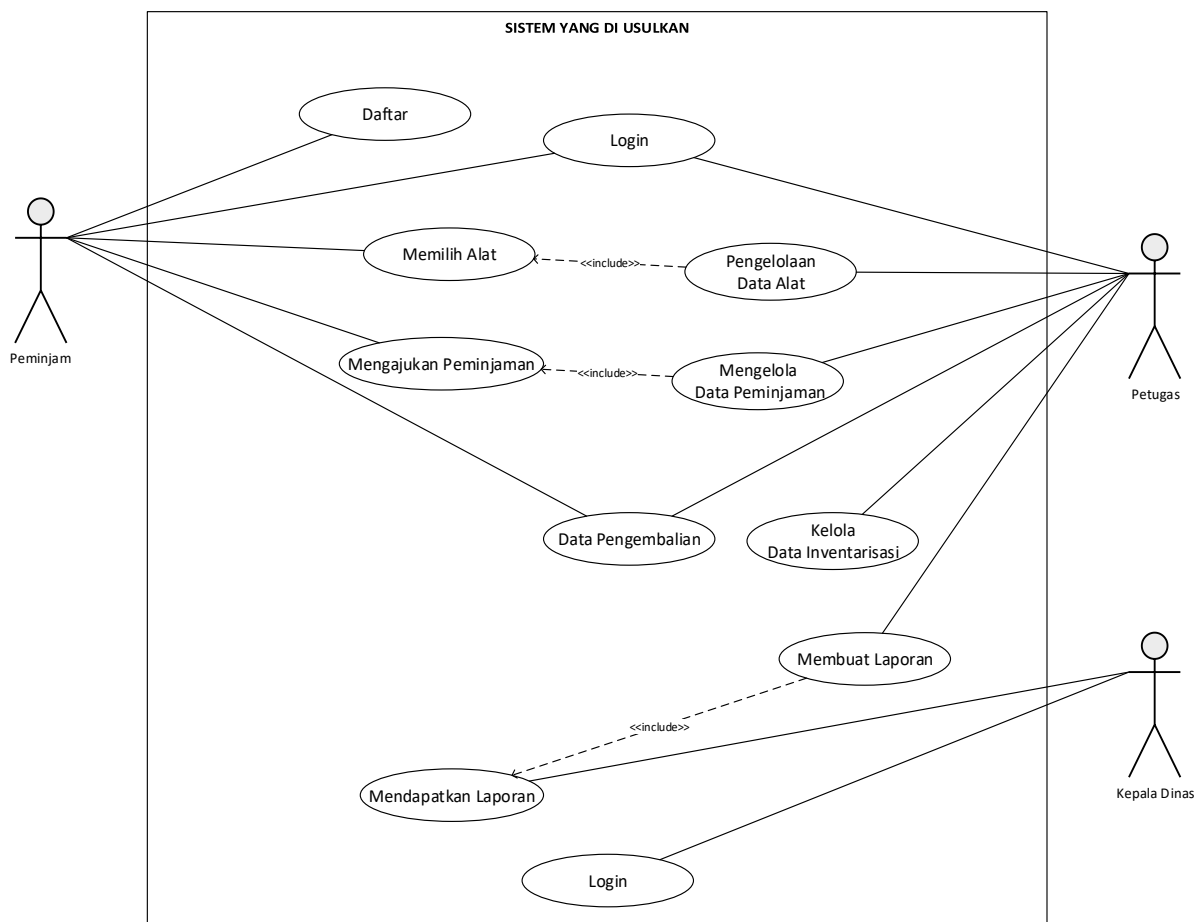 SISTEM YANG DI USULKAN
Daftar
Login
Memilih Alat
<<include>>
Pengelolaan
Data Alat
Peminjam
Mengajukan Peminjaman
<<include>>
Mengelola
Data Peminjaman
Petugas
Data Pengembalian
Kelola
Data Inventarisasi
Membuat Laporan
<<include>>
Mendapatkan Laporan
Kepala Dinas
Login